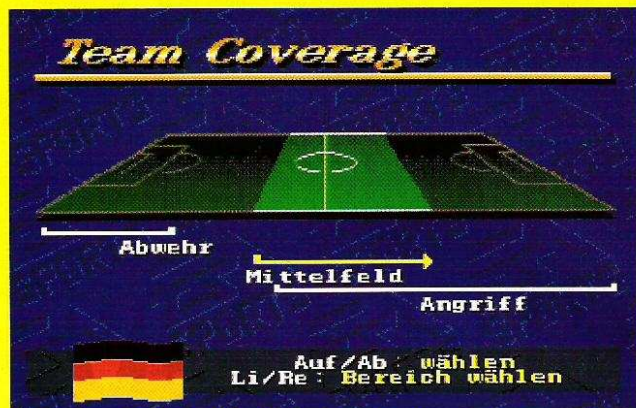 Team Coverage
Abwehr
Mittelfeld
Angriff
Auf/Ab: wählen
Li/Re: Bereich wählen